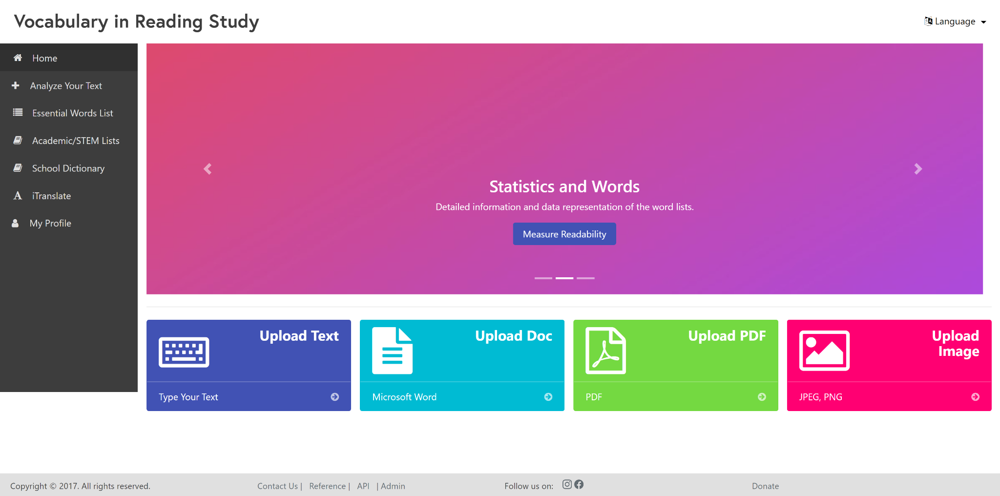 Vocabulary in Reading Study
Language
Home
Analyze Your Text
Essential Words List
Academic/STEM Lists
School Dictionary
iTranslate
My Profile
Statistics and Words
Detailed information and data representation of the word lists.
Measure Readability
Upload Text
Type Your Text
Upload Doc
Microsoft Word
Upload PDF
PDF
Upload
Image
JPEG, PNG
Copyright © 2017. All rights reserved.
Contact Us | Reference | API | Admin
Follow us on:
Donate